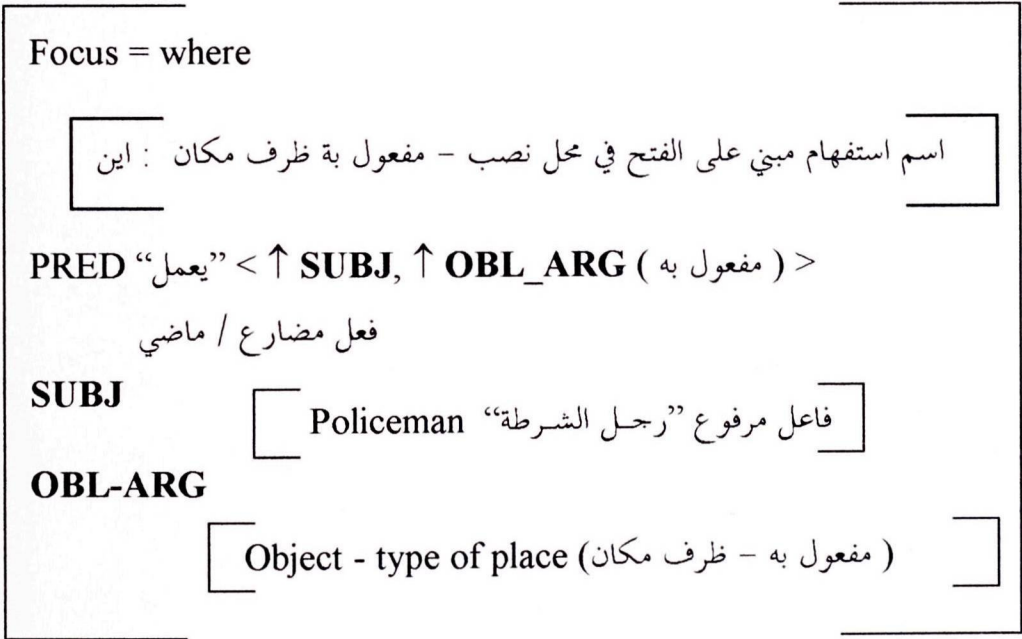 Focus = where
اسم استفهام مبني على الفتح في محل نصب – مفعول بة ظرف مكان : اين
PRED “يعمل” < ↑ SUBJ, ↑ OBL_ARG ( مفعول به ) >
فعل مضارع / ماضي
SUBJ
فاعل مرفوع “رجل الشرطة” Policeman
OBL-ARG
Object - type of place (مفعول به – ظرف مكان )